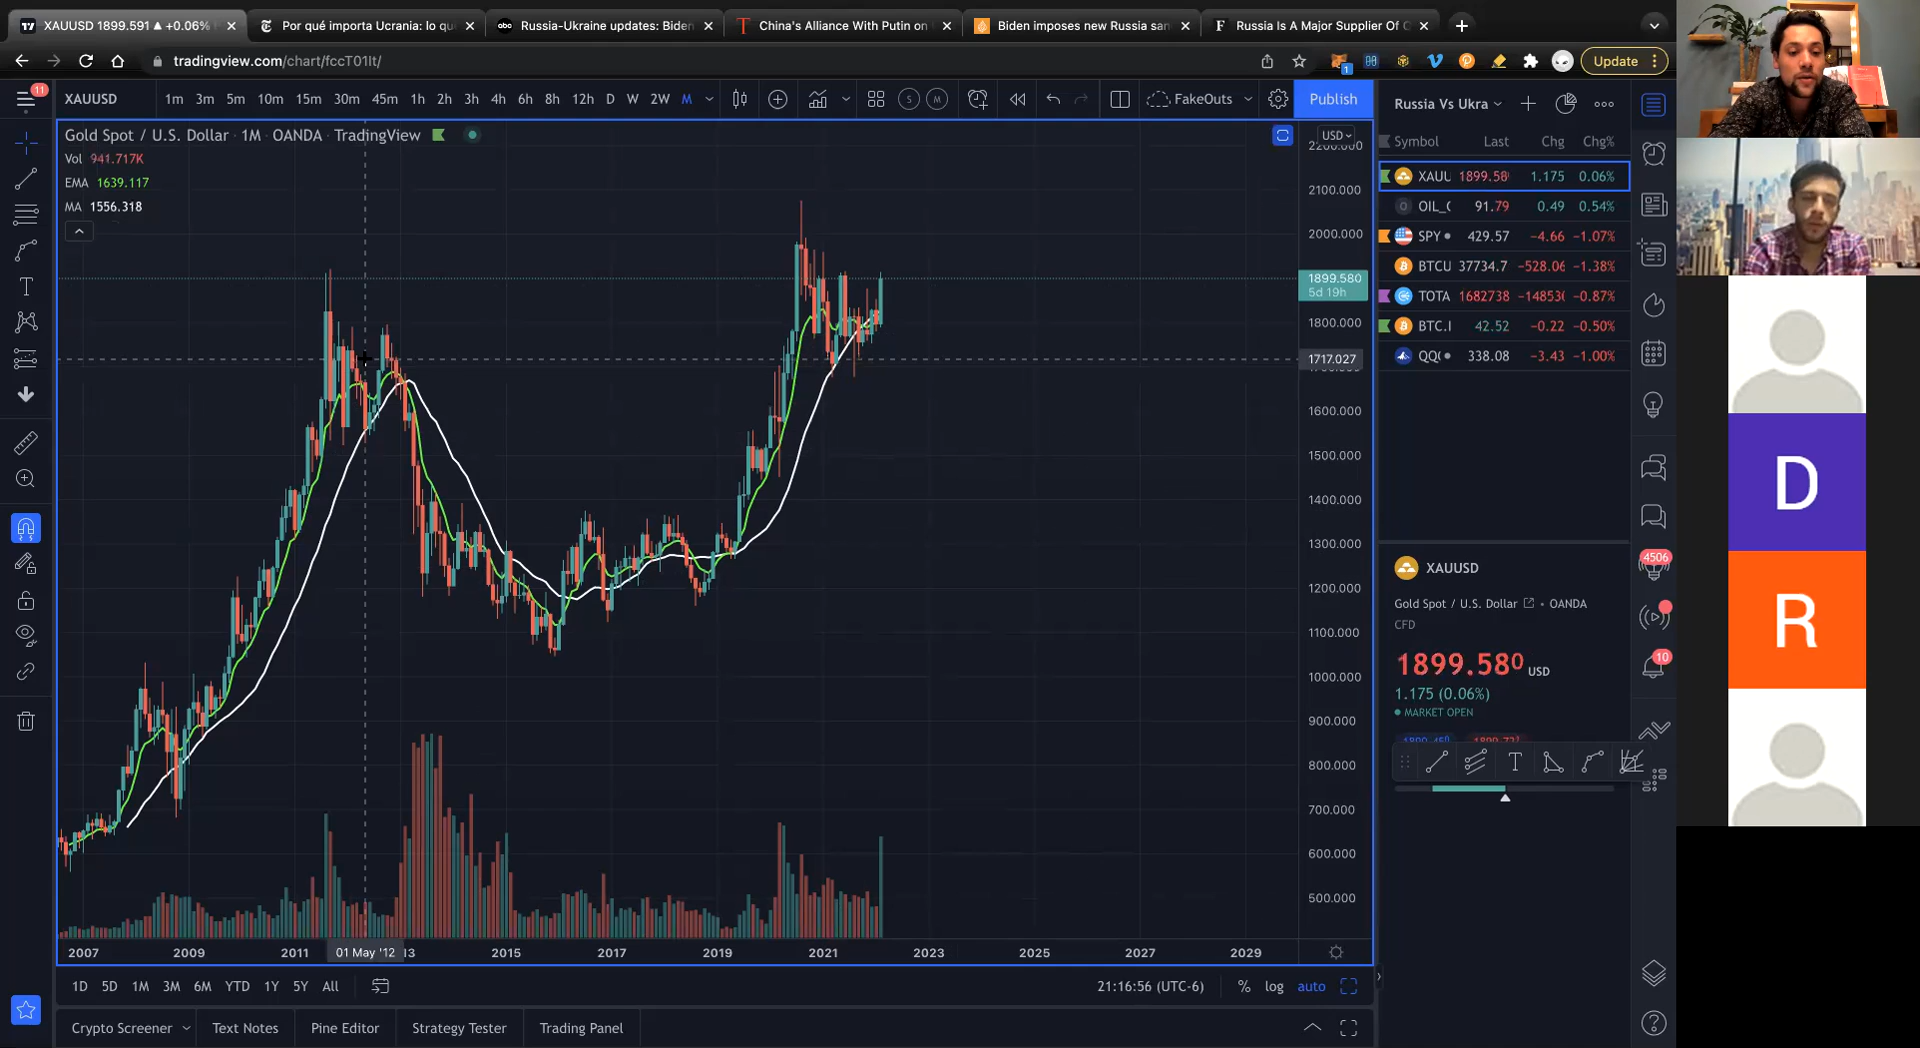 XAUUSD 1899.591 ▲ +0.06%
Por qué importa Ucrania: lo qu
Russia-Ukraine updates: Biden
China's Alliance With Putin on
Biden imposes new Russia san
Russia Is A Major Supplier Of
tradingview.com/chart/fccT01lt/
1
Update
11
XAUUSD 1m 3m 5m 10m 15m 30m 45m 1h 2h 3h 4h 6h 8h 12h D W 2W M
S M
FakeOuts
Publish
Gold Spot / U.S. Dollar · 1M · OANDA · TradingView
Vol 941.717K
EMA 1639.117
MA 1556.318
USD
2200.000
2100.000
2000.000
1899.580
5d 19h
1800.000
1717.027
1600.000
1500.000
1400.000
1300.000
1200.000
1100.000
1000.000
900.000
800.000
700.000
600.000
500.000
2007 2009 2011 01 May '12 13 2015 2017 2019 2021 2023 2025 2027 2029
1D 5D 1M 3M 6M YTD 1Y 5Y All
21:16:56 (UTC-6) % log auto
Crypto Screener Text Notes Pine Editor Strategy Tester Trading Panel
Russia Vs Ukra
Symbol Last Chg Chg%
XAUU 1899.58 1.175 0.06%
OIL_ 91.79 0.49 0.54%
SPY 429.57 −4.66 −1.07%
BTCU 37734.7 −528.06 −1.38%
TOTA 1682738 −14853 −0.87%
BTC. 42.52 −0.22 −0.50%
QQ 338.08 −3.43 −1.00%
XAUUSD
Gold Spot / U.S. Dollar • OANDA
CFD
1899.580 USD
1.175 (0.06%)
MARKET OPEN
4506
10
D
R